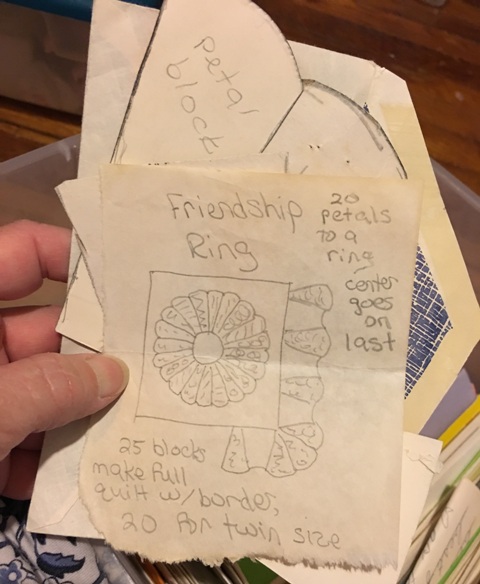 petal
block
Friendship
Ring
20
petals
to a
ring
center
goes
on
last
25 blocks
make full
quilt w/border,
20 for twin size